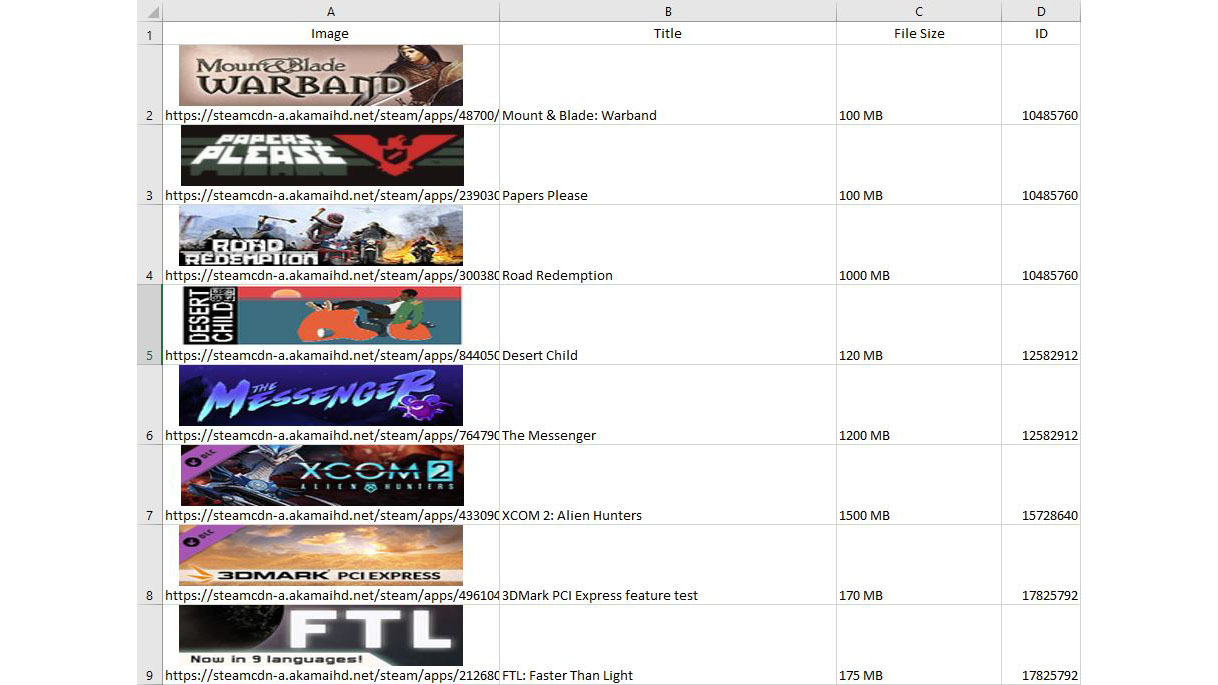 A B C D
1 Image Title File Size ID
Mount&Blade
WARBAND
2 https://steamcdn-a.akamaihd.net/steam/apps/48700/ Mount & Blade: Warband 100 MB 10485760
PAPERS,
PLEASE
3 https://steamcdn-a.akamaihd.net/steam/apps/239030 Papers Please 100 MB 10485760
ROAD
REDEMPTION
4 https://steamcdn-a.akamaihd.net/steam/apps/300380 Road Redemption 1000 MB 10485760
DESERT
CHILD
5 https://steamcdn-a.akamaihd.net/steam/apps/844050 Desert Child 120 MB 12582912
THE
MESSENGER
6 https://steamcdn-a.akamaihd.net/steam/apps/764790 The Messenger 1200 MB 12582912
DLC
XCOM 2
ALIEN HUNTERS
7 https://steamcdn-a.akamaihd.net/steam/apps/433090 XCOM 2: Alien Hunters 1500 MB 15728640
DLC
3DMARK PCI EXPRESS
8 https://steamcdn-a.akamaihd.net/steam/apps/496104 3DMark PCI Express feature test 170 MB 17825792
FTL
Now in 9 languages!
9 https://steamcdn-a.akamaihd.net/steam/apps/212680 FTL: Faster Than Light 175 MB 17825792